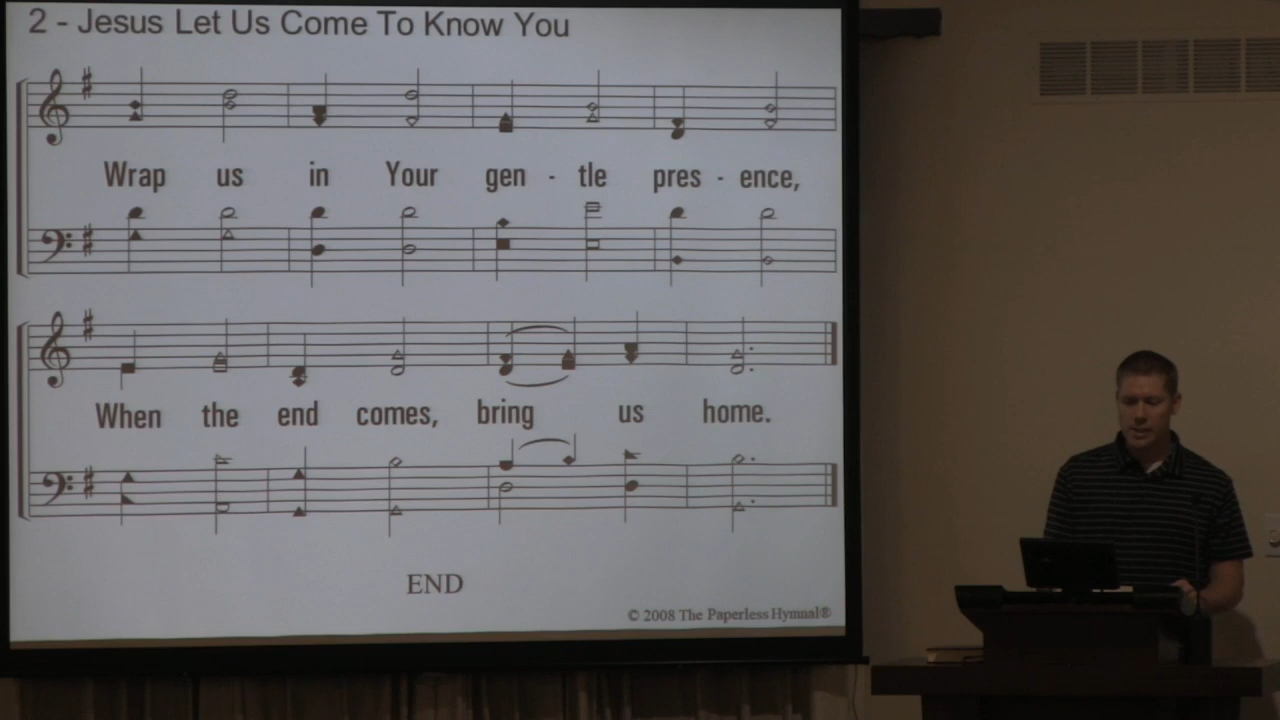 2 - Jesus Let Us Come To Know You
Wrap us in Your gen - tle pres - ence,
When the end comes, bring us home.
END
© 2008 The Paperless Hymnal®